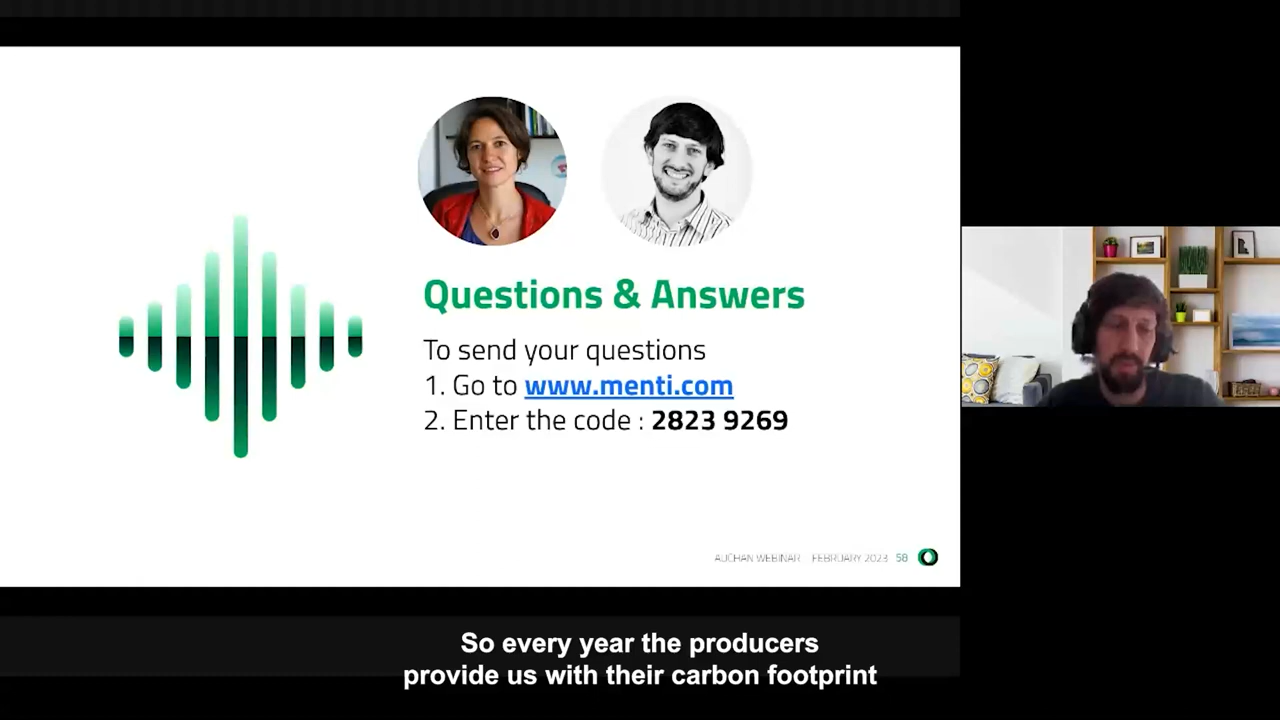 Questions & Answers
To send your questions
1. Go to www.menti.com
2. Enter the code : 2823 9269
AUCHAN WEBINAR FEBRUARY 2023 58
So every year the producers
provide us with their carbon footprint